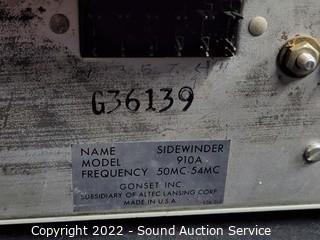 G36139
NAME SIDEWINDER
MODEL 910A
FREQUENCY 50MC-54MC
GONSET INC.
SUBSIDIARY OF ALTEC LANSING CORP.
MADE IN U.S.A.
Copyright 2022 - Sound Auction Service